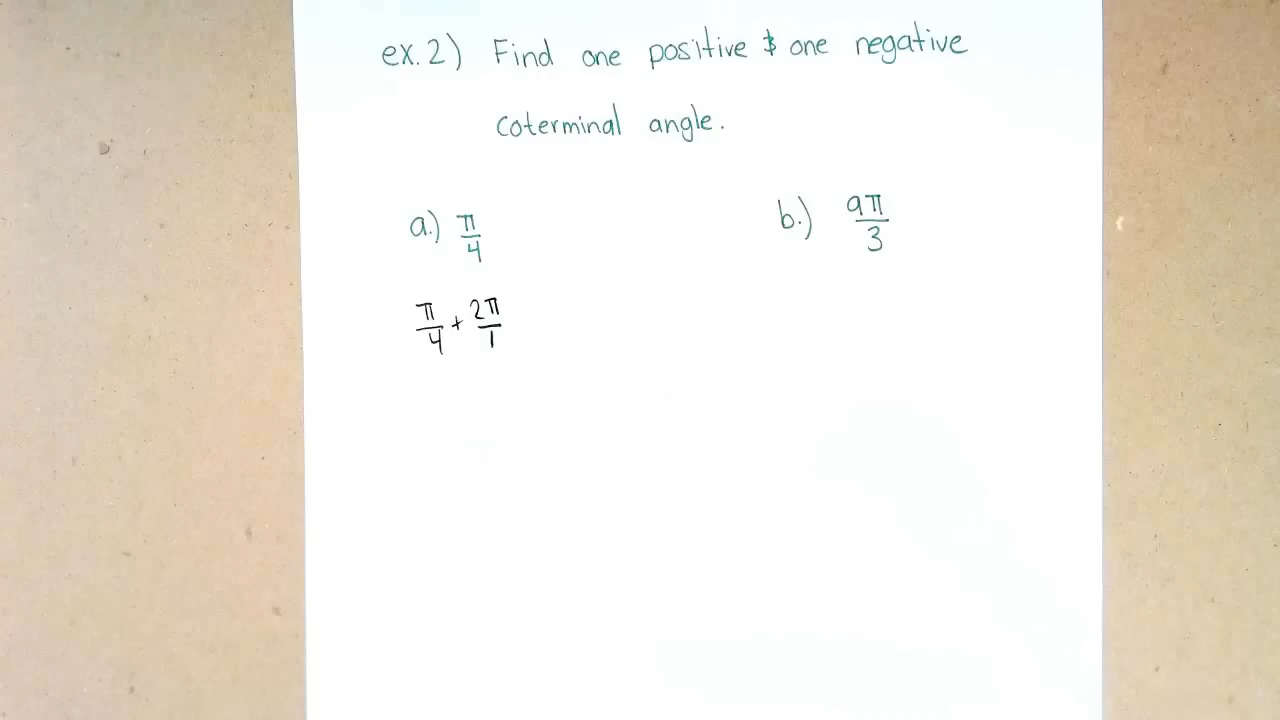 ex. 2) Find one positive & one negative
coterminal angle.
a.) π/4
b.) 9π/3
π/4 + 2π/1